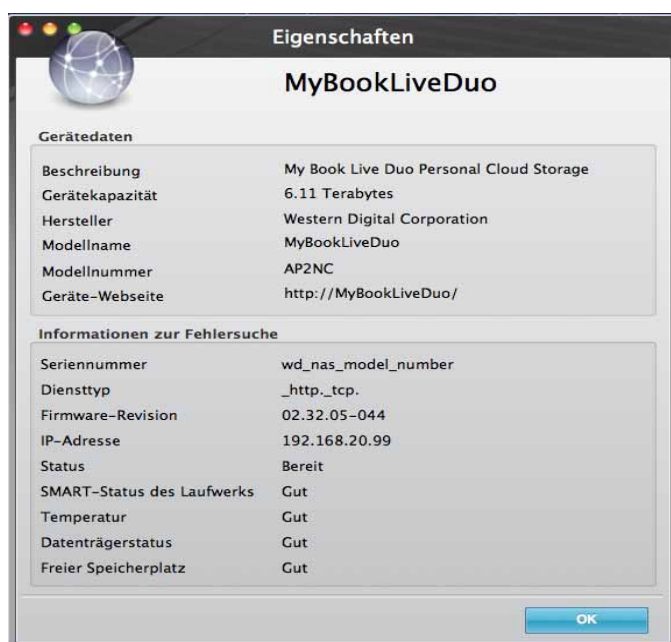 Eigenschaften
MyBookLiveDuo
Gerätedaten
Beschreibung My Book Live Duo Personal Cloud Storage
Gerätekapazität 6.11 Terabytes
Hersteller Western Digital Corporation
Modellname MyBookLiveDuo
Modellnummer AP2NC
Geräte-Webseite http://MyBookLiveDuo/
Informationen zur Fehlersuche
Seriennummer wd_nas_model_number
Diensttyp _http._tcp.
Firmware-Revision 02.32.05-044
IP-Adresse 192.168.20.99
Status Bereit
SMART-Status des Laufwerks Gut
Temperatur Gut
Datenträgerstatus Gut
Freier Speicherplatz Gut
OK